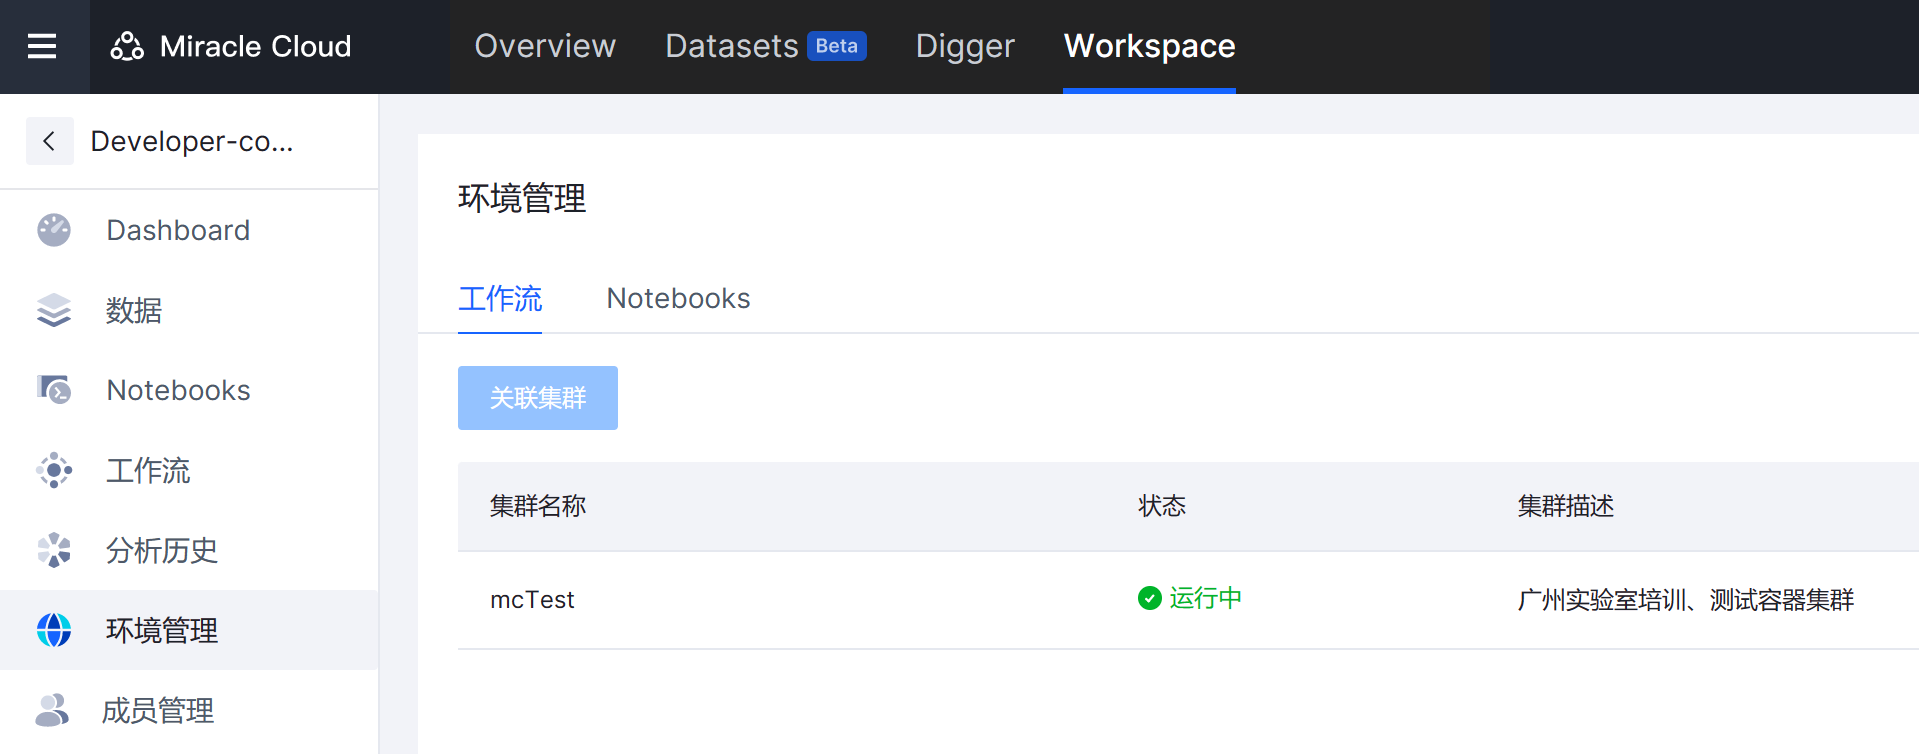 Miracle Cloud
Overview
Datasets Beta
Digger
Workspace
Developer-co...
Dashboard
数据
Notebooks
工作流
分析历史
环境管理
成员管理
环境管理
工作流
Notebooks
关联集群
集群名称
状态
集群描述
mcTest
运行中
广州实验室培训、测试容器集群